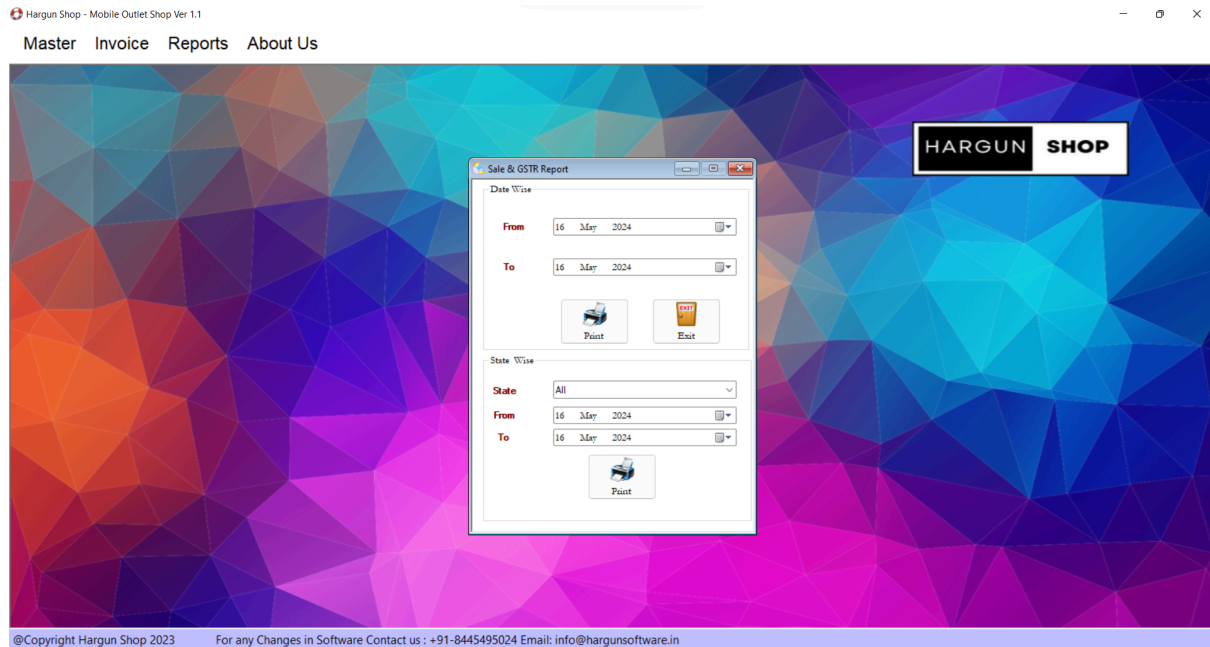 Hargun Shop - Mobile Outlet Shop Ver 1.1
Master Invoice Reports About Us
HARGUN SHOP
Sale & GSTR Report
Date Wise
From 16 May 2024
To 16 May 2024
EXIT
Print Exit
State Wise
State All
From 16 May 2024
To 16 May 2024
Print
@Copyright Hargun Shop 2023 For any Changes in Software Contact us : +91-8445495024 Email: info@hargunsoftware.in